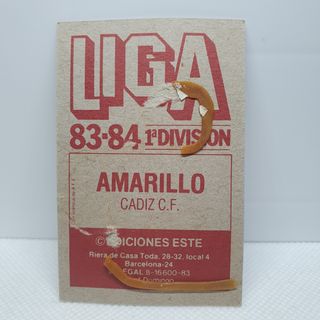 LIGA
83-84 1ª DIVISION
AMARILLO
CADIZ C.F.
© EDICIONES ESTE
Riera de Casa Toda, 28-32, local 4
Barcelona-24
LEGAL B-16600-83